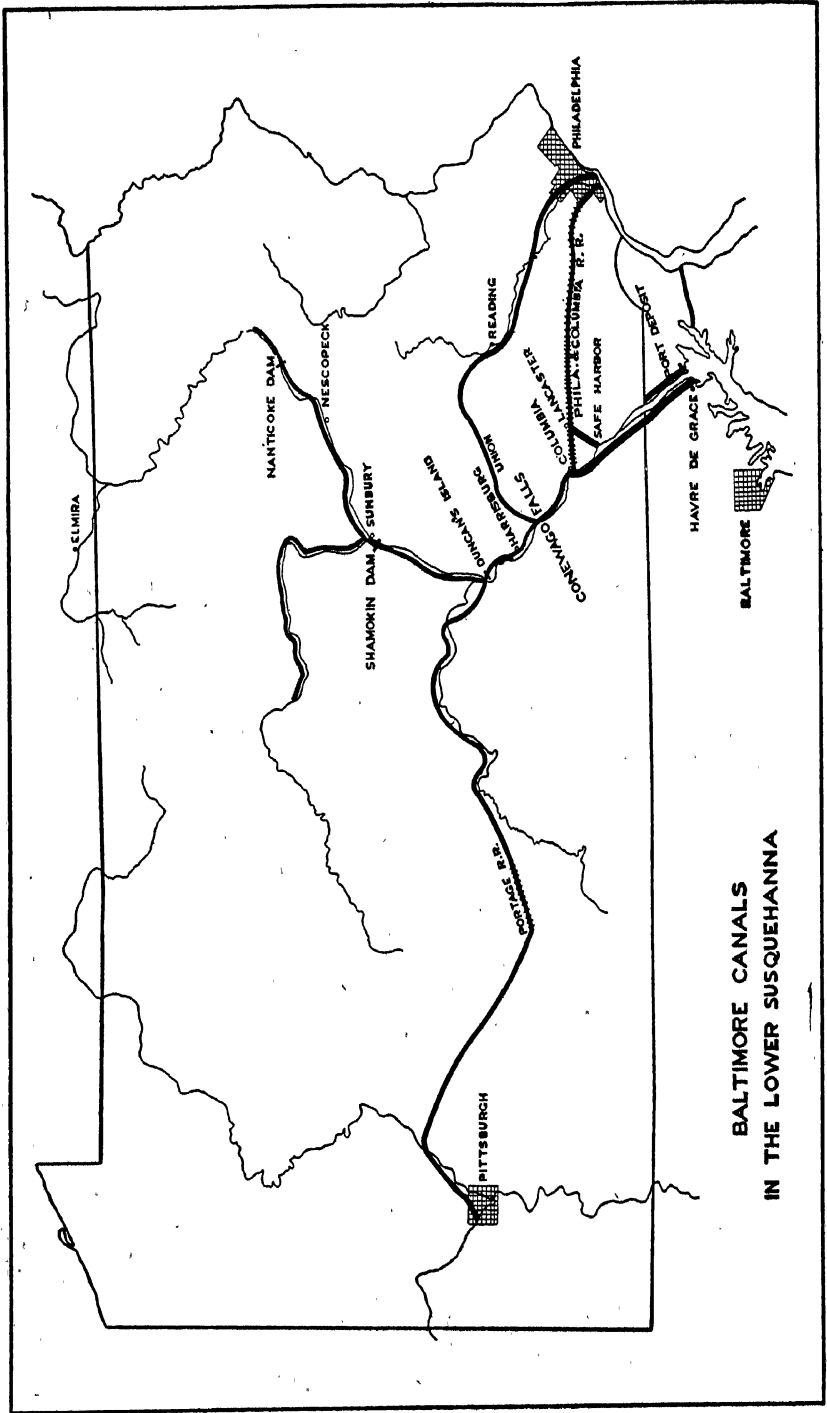 ELMIRA
NANTICOKE DAM
NESCOPECK
SHAMOKIN DAM
SUNBURY
DUNCAN'S ISLAND
HARRISBURG
UNION
READING
CONEWAGO FALLS
COLUMBIA
LANCASTER
PHILA. & COLUMBIA R. R.
SAFE HARBOR
PHILADELPHIA
PORT DEPOSIT
HAVRE DE GRACE
BALTIMORE
PORTAGE R.R.
PITTSBURGH
BALTIMORE CANALS
IN THE LOWER SUSQUEHANNA